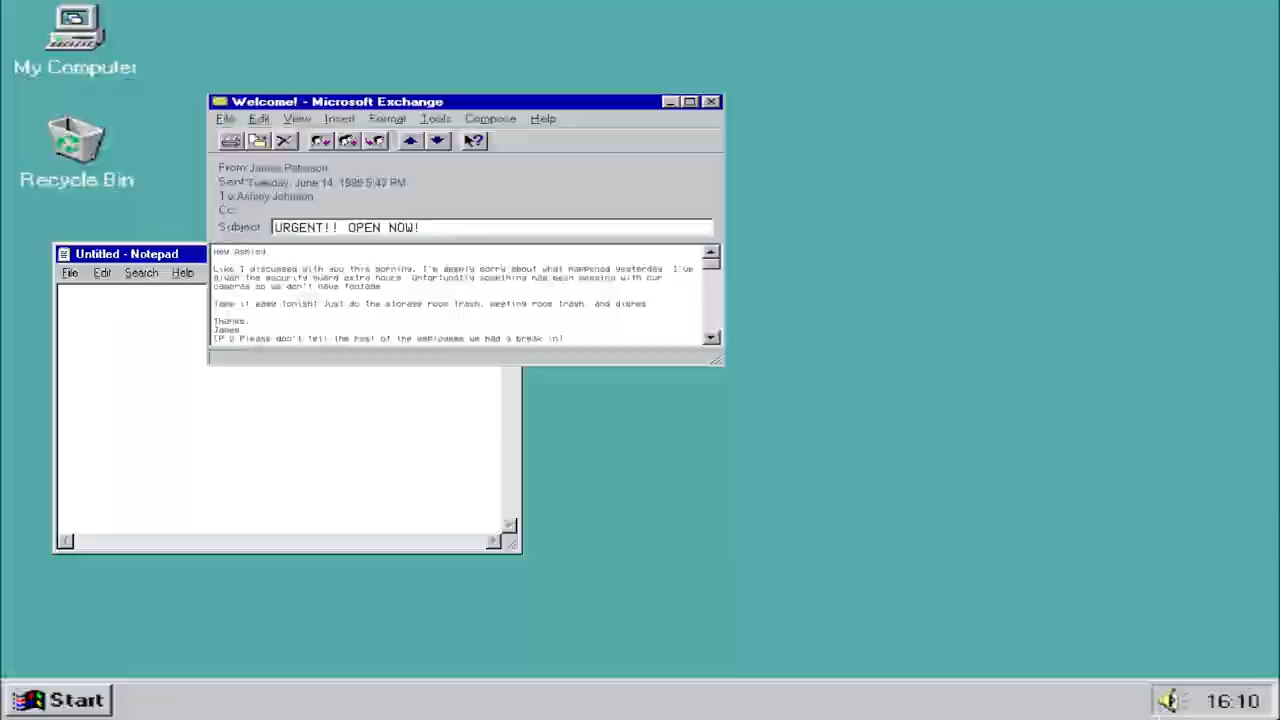 My Computer
Recycle Bin
Welcome! - Microsoft Exchange
File Edit View Insert Format Tools Compose Help
From James Paterson
Sent Tuesday, June 14, 1995 5:47 PM
To Ashley Johnson
Cc:
Subject URGENT!! OPEN NOW!
Hey Ashley
Like I discussed with you this morning, I'm deeply sorry about what happened yesterday I've
given the security guard extra hours Unfortunatly something has been messing with our
cameras so we don't have footage
Take it easy tonight Just do the storage room trash, meeting room trash and dishes
Thanks,
James
(P S Please don't tell the rest of the employees we had a break in)
Untitled - Notepad
File Edit Search Help
Start
16:10